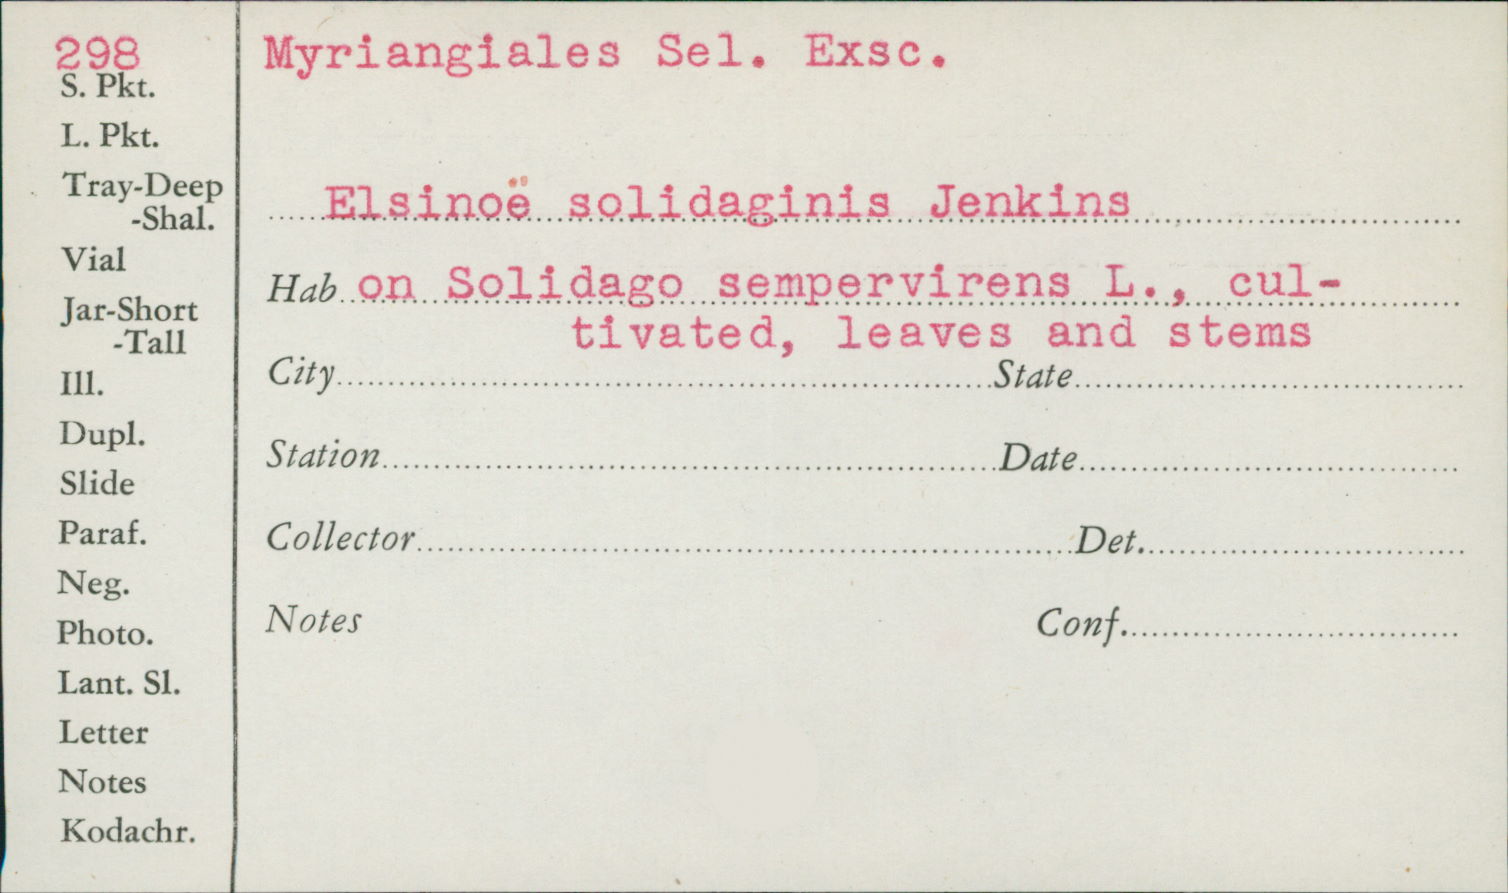 298
S. Pkt.
L. Pkt.
Tray-Deep
-Shal.
Vial
Jar-Short
-Tall
Ill.
Dupl.
Slide
Paraf.
Neg.
Photo.
Lant. Sl.
Letter
Notes
Kodachr.
Myriangiales Sel. Exsc.
Elsinoë solidaginis Jenkins
Hab on Solidago sempervirens L., cul-
tivated, leaves and stems
City State
Station Date
Collector Det.
Notes Conf.